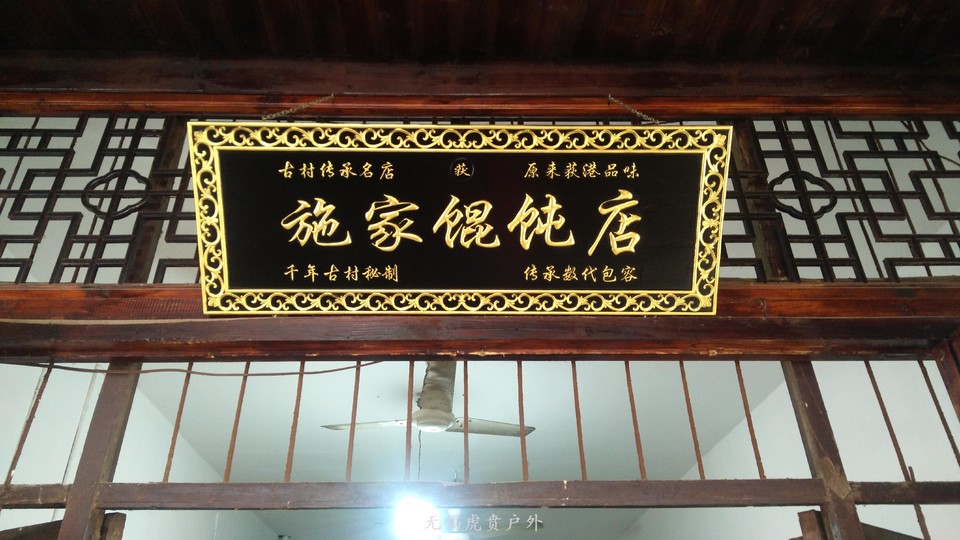 古村传承名店 荻 原来荻港品味
施家馄饨店
千年古村秘制 传承数代包容